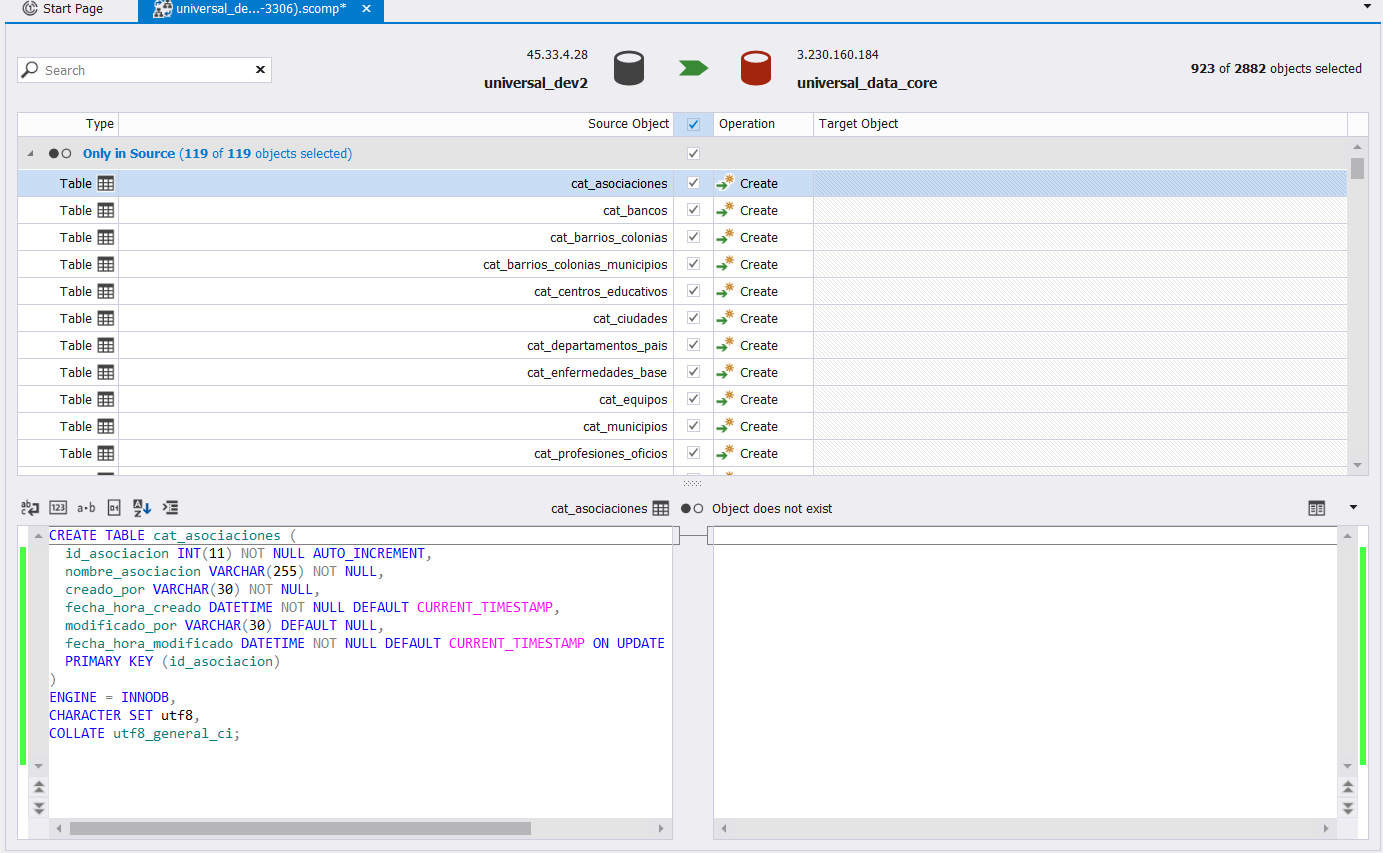 Start Page
universal_de...-3306).scomp*
Search
45.33.4.28
universal_dev2
3.230.160.184
universal_data_core
923 of 2882 objects selected
Type Source Object Operation Target Object
Only in Source (119 of 119 objects selected)
Table cat_asociaciones Create
Table cat_bancos Create
Table cat_barrios_colonias Create
Table cat_barrios_colonias_municipios Create
Table cat_centros_educativos Create
Table cat_ciudades Create
Table cat_departamentos_pais Create
Table cat_enfermedades_base Create
Table cat_equipos Create
Table cat_municipios Create
Table cat_profesiones_oficios Create
cat_asociaciones Object does not exist
CREATE TABLE cat_asociaciones (
id_asociacion INT(11) NOT NULL AUTO_INCREMENT,
nombre_asociacion VARCHAR(255) NOT NULL,
creado_por VARCHAR(30) NOT NULL,
fecha_hora_creado DATETIME NOT NULL DEFAULT CURRENT_TIMESTAMP,
modificado_por VARCHAR(30) DEFAULT NULL,
fecha_hora_modificado DATETIME NOT NULL DEFAULT CURRENT_TIMESTAMP ON UPDATE
PRIMARY KEY (id_asociacion)
)
ENGINE = INNODB,
CHARACTER SET utf8,
COLLATE utf8_general_ci;